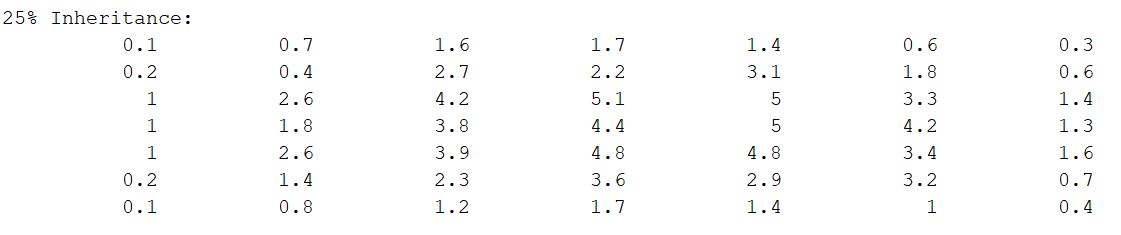 25% Inheritance:
0.1 0.7 1.6 1.7 1.4 0.6 0.3
0.2 0.4 2.7 2.2 3.1 1.8 0.6
1 2.6 4.2 5.1 5 3.3 1.4
1 1.8 3.8 4.4 5 4.2 1.3
1 2.6 3.9 4.8 4.8 3.4 1.6
0.2 1.4 2.3 3.6 2.9 3.2 0.7
0.1 0.8 1.2 1.7 1.4 1 0.4